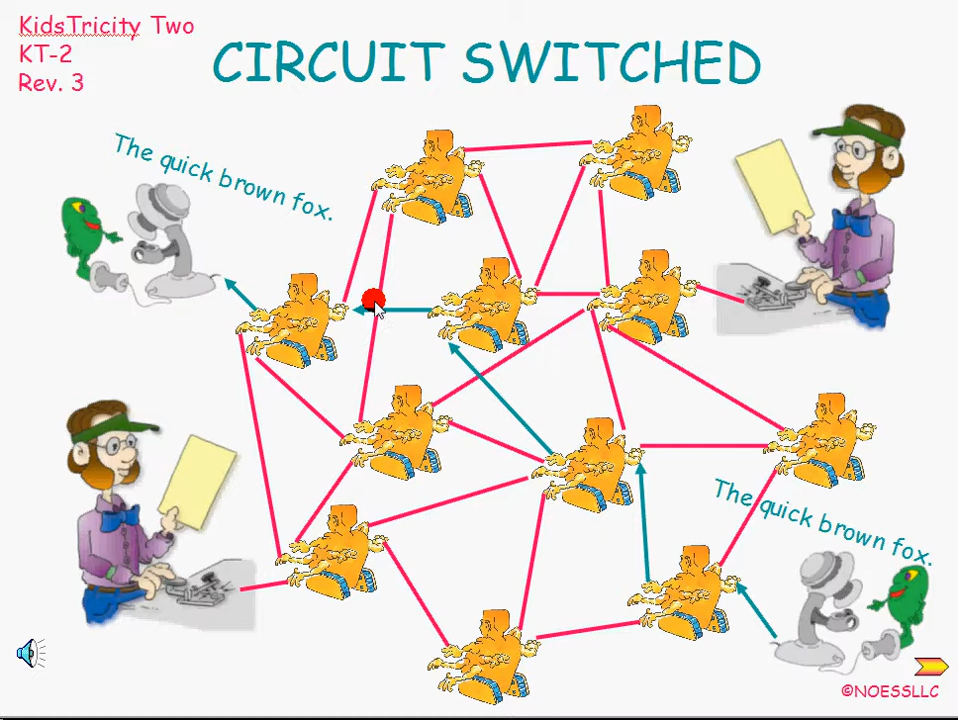 KidsTricity Two
KT-2
Rev. 3
CIRCUIT SWITCHED
The quick brown fox.
The quick brown fox.
©NOESSLLC